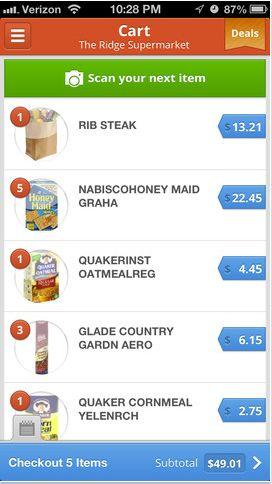 Verizon 10:28 PM 87%
Cart
The Ridge Supermarket
Deals
Scan your next item
1
RIB STEAK
$13.21
5
NABISCOHONEY MAID
GRAHA
$22.45
Honey
Maid
1
QUAKERINST
OATMEALREG
$ 4.45
QUAKER
OATMEAL
3
GLADE COUNTRY
GARDN AERO
$ 6.15
1
QUAKER CORNMEAL
YELENRCH
$ 2.75
Checkout 5 Items Subtotal $49.01